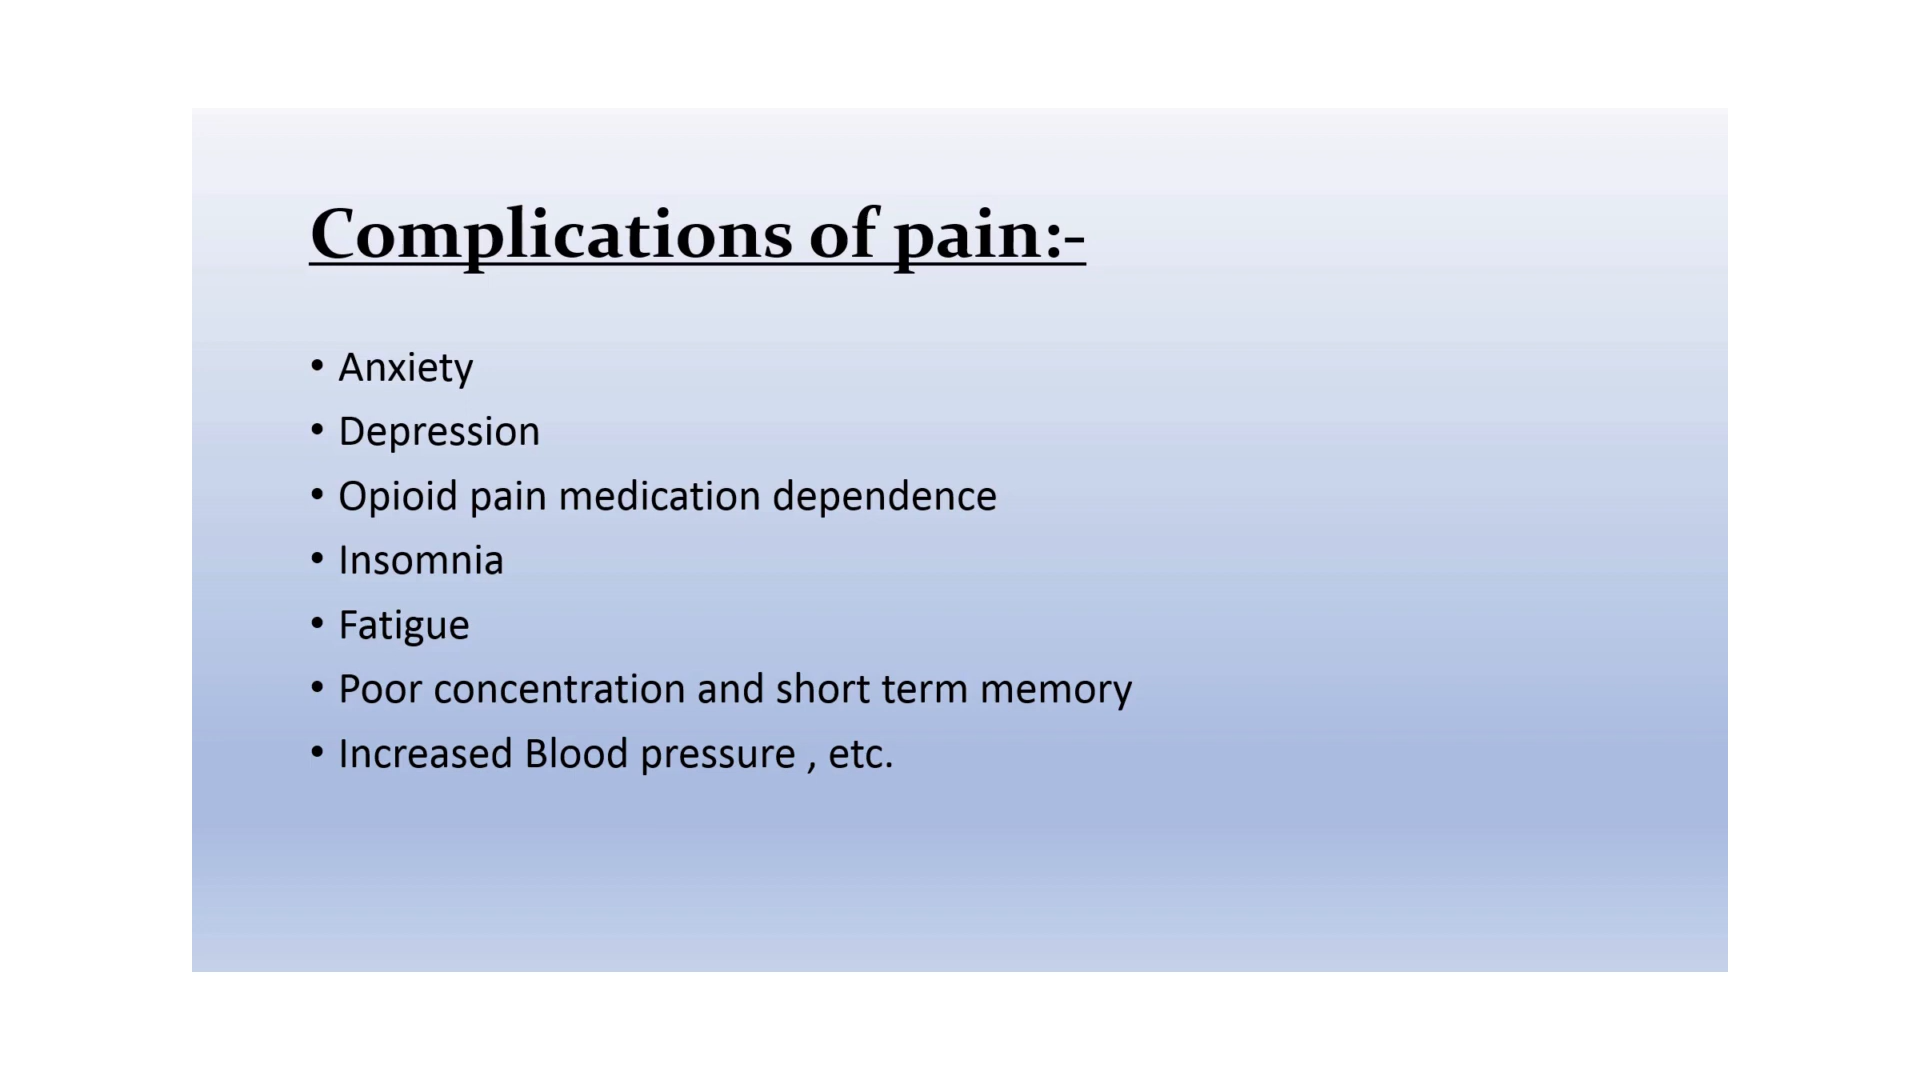 Complications of pain:-
• Anxiety
• Depression
• Opioid pain medication dependence
• Insomnia
• Fatigue
• Poor concentration and short term memory
• Increased Blood pressure , etc.